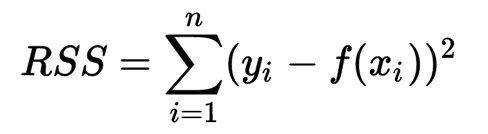 RSS = \sum_{i=1}^{n} (y_i - f(x_i))^2